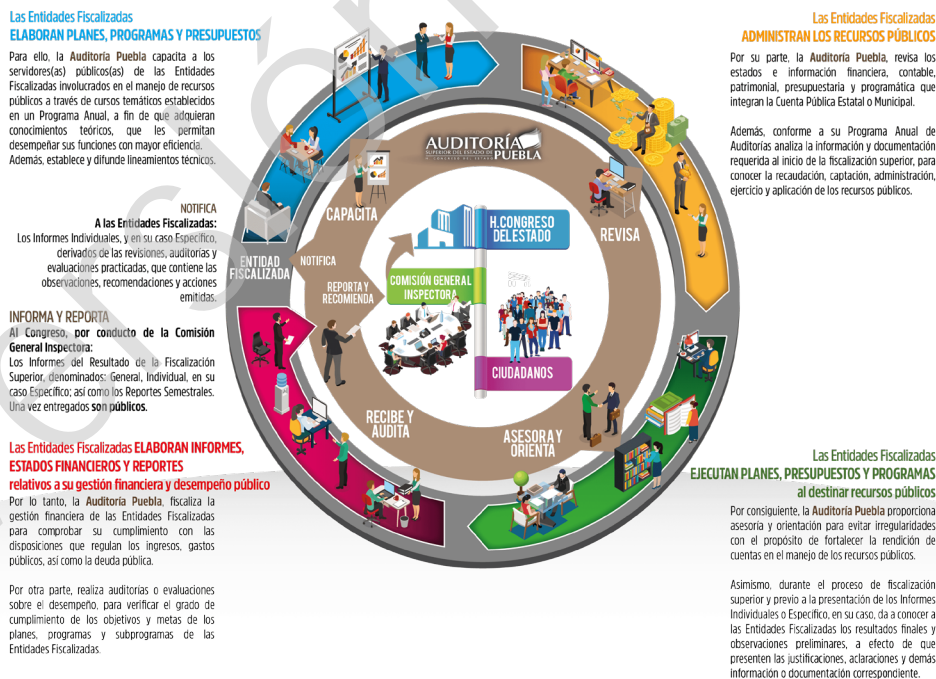 Las Entidades Fiscalizadas
ELABORAN PLANES, PROGRAMAS Y PRESUPUESTOS
Para ello, la Auditoría Puebla capacita a los
servidores(as) públicos(as) de las Entidades
Fiscalizadas involucrados en el manejo de recursos
públicos a través de cursos temáticos establecidos
en un Programa Anual, a fin de que adquieran
conocimientos teóricos, que les permitan
desempeñar sus funciones con mayor eficiencia.
Además, establece y difunde lineamientos técnicos.
NOTIFICA
A las Entidades Fiscalizadas:
Los Informes Individuales, y en su caso Específico,
derivados de las revisiones, auditorías y
evaluaciones practicadas, que contiene las
observaciones, recomendaciones y acciones
emitidas.
INFORMA Y REPORTA
Al Congreso, por conducto de la Comisión
General Inspectora:
Los Informes del Resultado de la Fiscalización
Superior, denominados: General, Individual, en su
caso Específico; así como los Reportes Semestrales.
Una vez entregados son públicos.
Las Entidades Fiscalizadas ELABORAN INFORMES,
ESTADOS FINANCIEROS Y REPORTES
relativos a su gestión financiera y desempeño público
Por lo tanto, la Auditoría Puebla, fiscaliza la
gestión financiera de las Entidades Fiscalizadas
para comprobar su cumplimiento con las
disposiciones que regulan los ingresos, gastos
públicos, así como la deuda pública.
Por otra parte, realiza auditorías o evaluaciones
sobre el desempeño, para verificar el grado de
cumplimiento de los objetivos y metas de los
planes, programas y subprogramas de las
Entidades Fiscalizadas.
AUDITORÍA
SUPERIOR DEL ESTADO DE PUEBLA
H. CONGRESO DEL ESTADO
CAPACITA
REVISA
H.CONGRESO
DEL ESTADO
ENTIDAD
FISCALIZADA
NOTIFICA
REPORTA Y
RECOMIENDA
COMISIÓN GENERAL
INSPECTORA
CIUDADANOS
RECIBE Y
AUDITA
ASESORA Y
ORIENTA
Las Entidades Fiscalizadas
ADMINISTRAN LOS RECURSOS PÚBLICOS
Por su parte, la Auditoría Puebla, revisa los
estados e información financiera, contable,
patrimonial, presupuestaria y programática que
integran la Cuenta Pública Estatal o Municipal.
Además, conforme a su Programa Anual de
Auditorías analiza la información y documentación
requerida al inicio de la fiscalización superior, para
conocer la recaudación, captación, administración,
ejercicio y aplicación de los recursos públicos.
Las Entidades Fiscalizadas
EJECUTAN PLANES, PRESUPUESTOS Y PROGRAMAS
al destinar recursos públicos
Por consiguiente, la Auditoría Puebla proporciona
asesoría y orientación para evitar irregularidades
con el propósito de fortalecer la rendición de
cuentas en el manejo de los recursos públicos.
Asimismo, durante el proceso de fiscalización
superior y previo a la presentación de los Informes
Individuales o Específico, en su caso, da a conocer a
las Entidades Fiscalizadas los resultados finales y
observaciones preliminares, a efecto de que
presenten las justificaciones, aclaraciones y demás
información o documentación correspondiente.